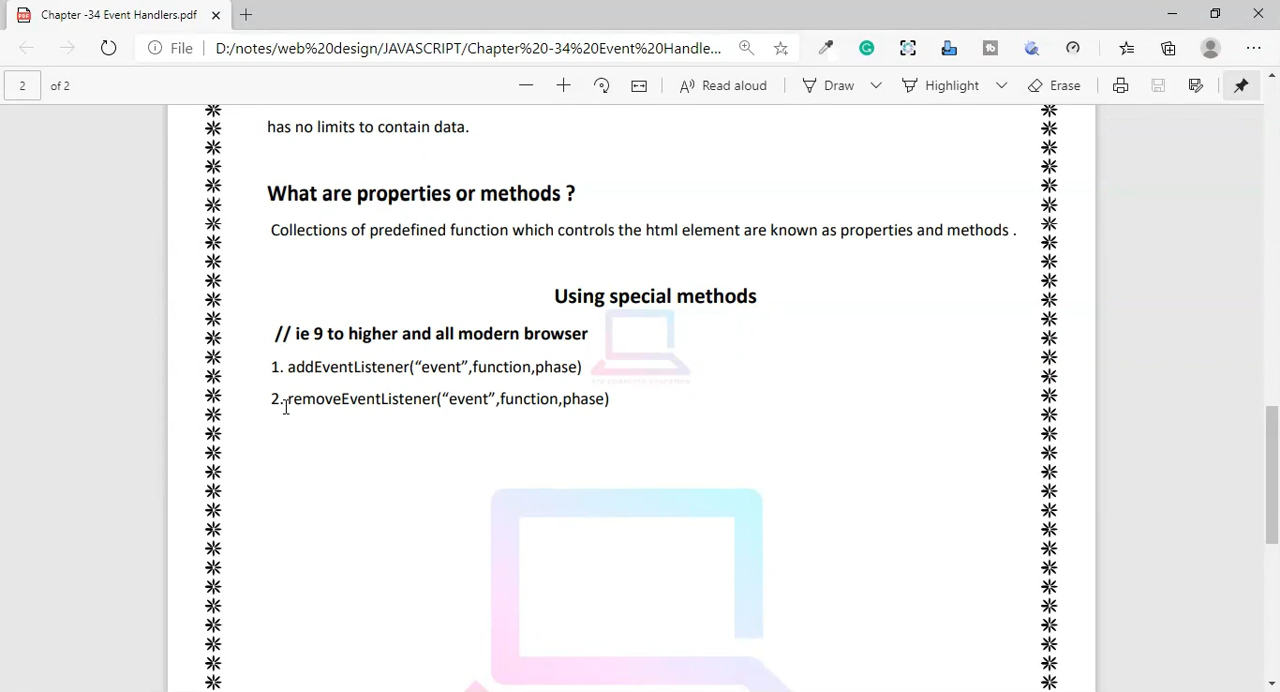 Chapter -34 Event Handlers.pdf
File D:/notes/web%20design/JAVASCRIPT/Chapter%20-34%20Event%20Handle...
2 of 2 Read aloud Draw Highlight Erase
has no limits to contain data.
What are properties or methods ?
Collections of predefined function which controls the html element are known as properties and methods .
Using special methods
// ie 9 to higher and all modern browser
1. addEventListener(“event”,function,phase)
2. removeEventListener(“event”,function,phase)